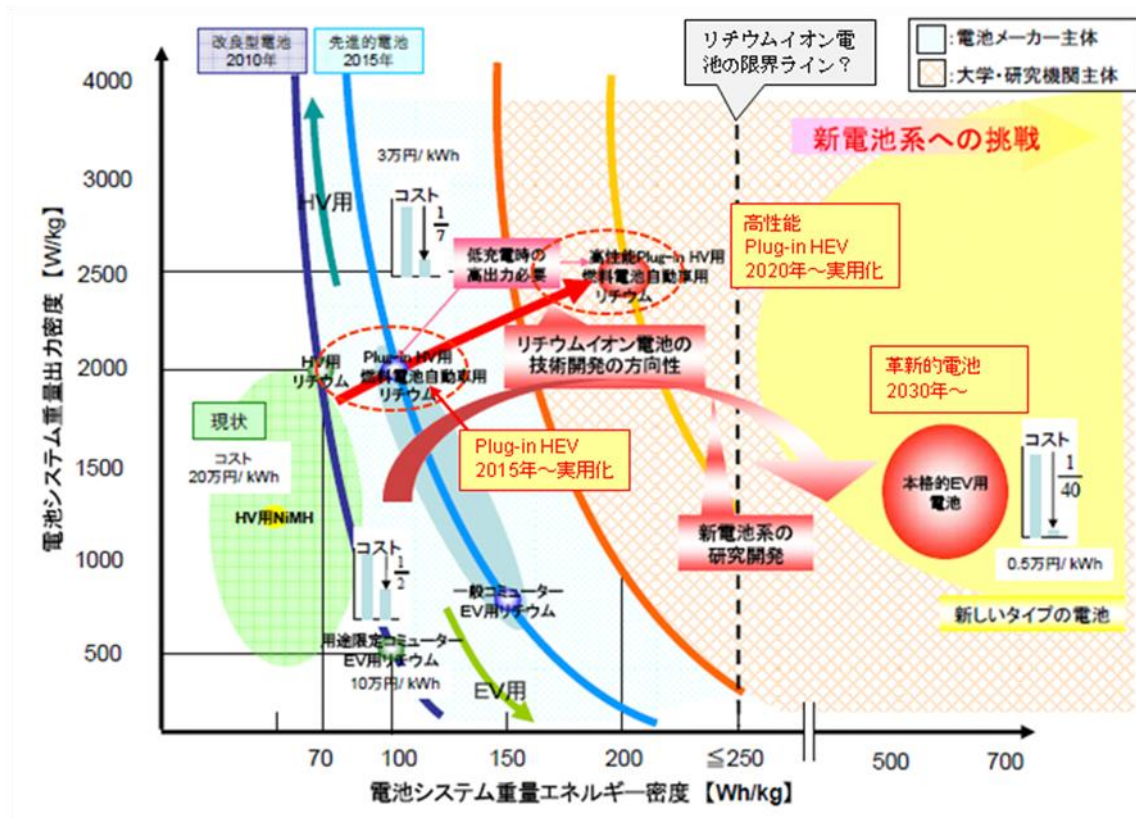 改良型電池
2010年
先進的電池
2015年
リチウムイオン電
池の限界ライン?
:電池メーカー主体
:大学・研究機関主体
新電池系への挑戦
電池システム重量出力密度【W/kg】
4000
3000
2500
2000
1500
1000
500
HV用
3万円/kWh
コスト
1
7
低充電時の
高出力必要
高性能Plug-in HV用
燃料電池自動車用
リチウム
高性能
Plug-in HEV
2020年~実用化
リチウムイオン電池の
技術開発の方向性
HV用
リチウム
Plug-in HV用
燃料電池自動車用
リチウム
現状
コスト
20万円/kWh
HV用NiMH
Plug-in HEV
2015年~実用化
革新的電池
2030年~
本格的EV用
電池
コスト
1
40
0.5万円/kWh
新電池系の
研究開発
新しいタイプの電池
コスト
1
2
一般コミューター
EV用リチウム
用途限定コミューター
EV用リチウム
10万円/kWh
EV用
70
100
150
200
≦250
500
700
電池システム重量エネルギー密度【Wh/kg】